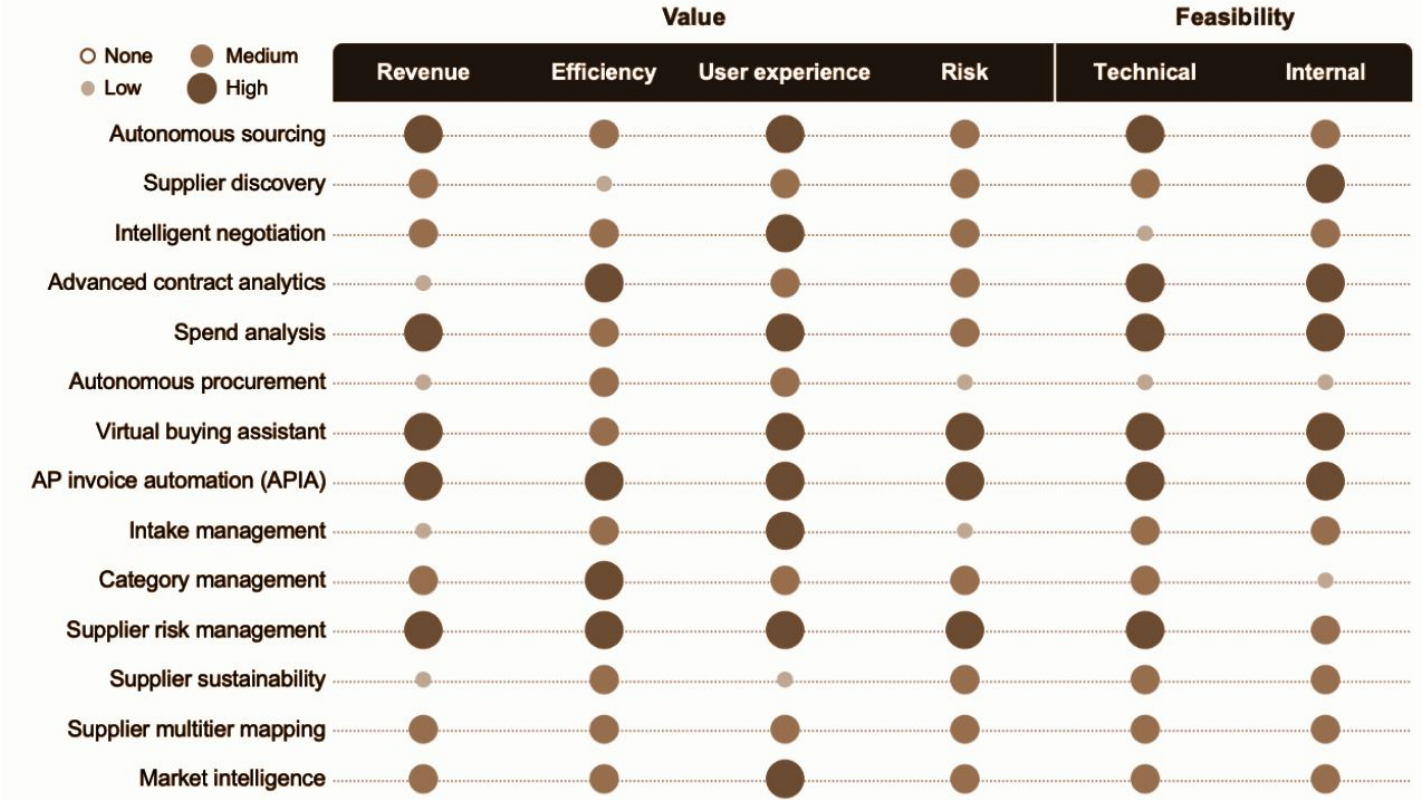 Value Feasibility
None Medium
Low High
Revenue Efficiency User experience Risk Technical Internal
Autonomous sourcing
Supplier discovery
Intelligent negotiation
Advanced contract analytics
Spend analysis
Autonomous procurement
Virtual buying assistant
AP invoice automation (APIA)
Intake management
Category management
Supplier risk management
Supplier sustainability
Supplier multitier mapping
Market intelligence